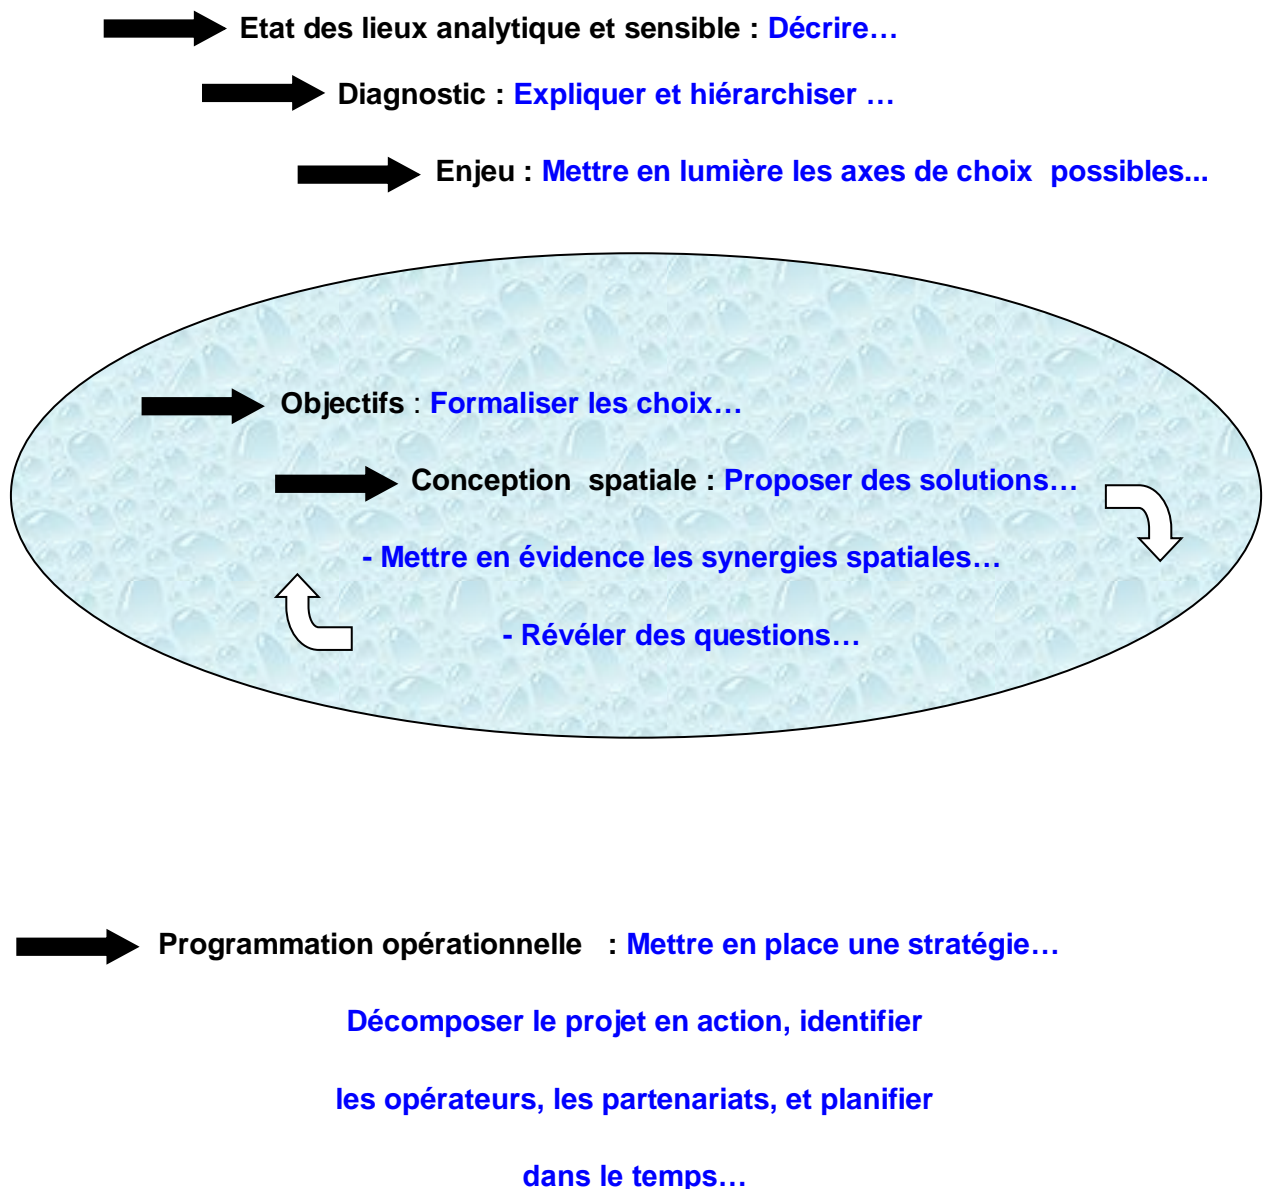 Etat des lieux analytique et sensible : Décrire…
Diagnostic : Expliquer et hiérarchiser …
Enjeu : Mettre en lumière les axes de choix possibles...
Objectifs : Formaliser les choix…
Conception spatiale : Proposer des solutions…
- Mettre en évidence les synergies spatiales…
- Révéler des questions…
Programmation opérationnelle : Mettre en place une stratégie…
Décomposer le projet en action, identifier
les opérateurs, les partenariats, et planifier
dans le temps…